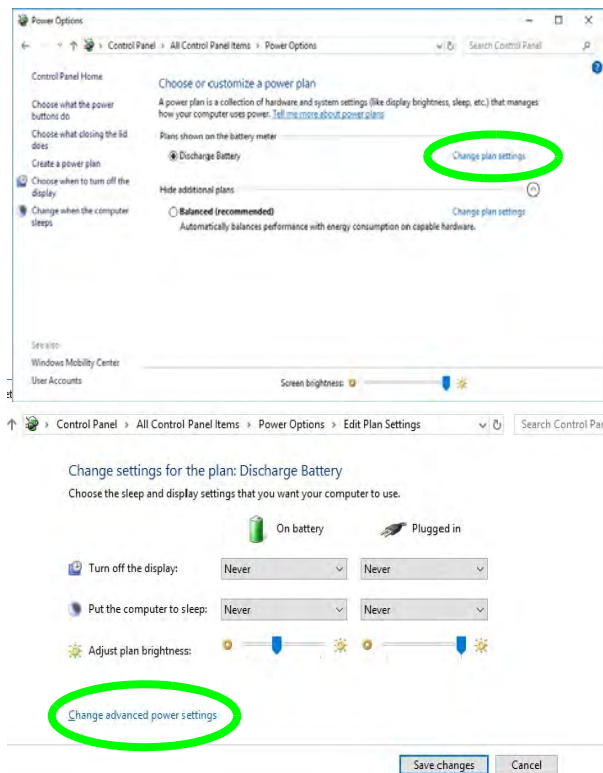 Power Options
Control Panel > All Control Panel Items > Power Options
Search Control Panel
Control Panel Home
Choose what the power buttons do
Choose what closing the lid does
Create a power plan
Choose when to turn off the display
Change when the computer sleeps
Choose or customize a power plan
A power plan is a collection of hardware and system settings (like display brightness, sleep, etc.) that manages
how your computer uses power. Tell me more about power plans
Plans shown on the battery meter
Discharge Battery
Change plan settings
Hide additional plans
Balanced (recommended)
Change plan settings
Automatically balances performance with energy consumption on capable hardware.
See also
Windows Mobility Center
User Accounts
Screen brightness:
Control Panel > All Control Panel Items > Power Options > Edit Plan Settings
Search Control Pa
Change settings for the plan: Discharge Battery
Choose the sleep and display settings that you want your computer to use.
On battery
Plugged in
Turn off the display:
Never
Never
Put the computer to sleep:
Never
Never
Adjust plan brightness:
Change advanced power settings
Save changes
Cancel